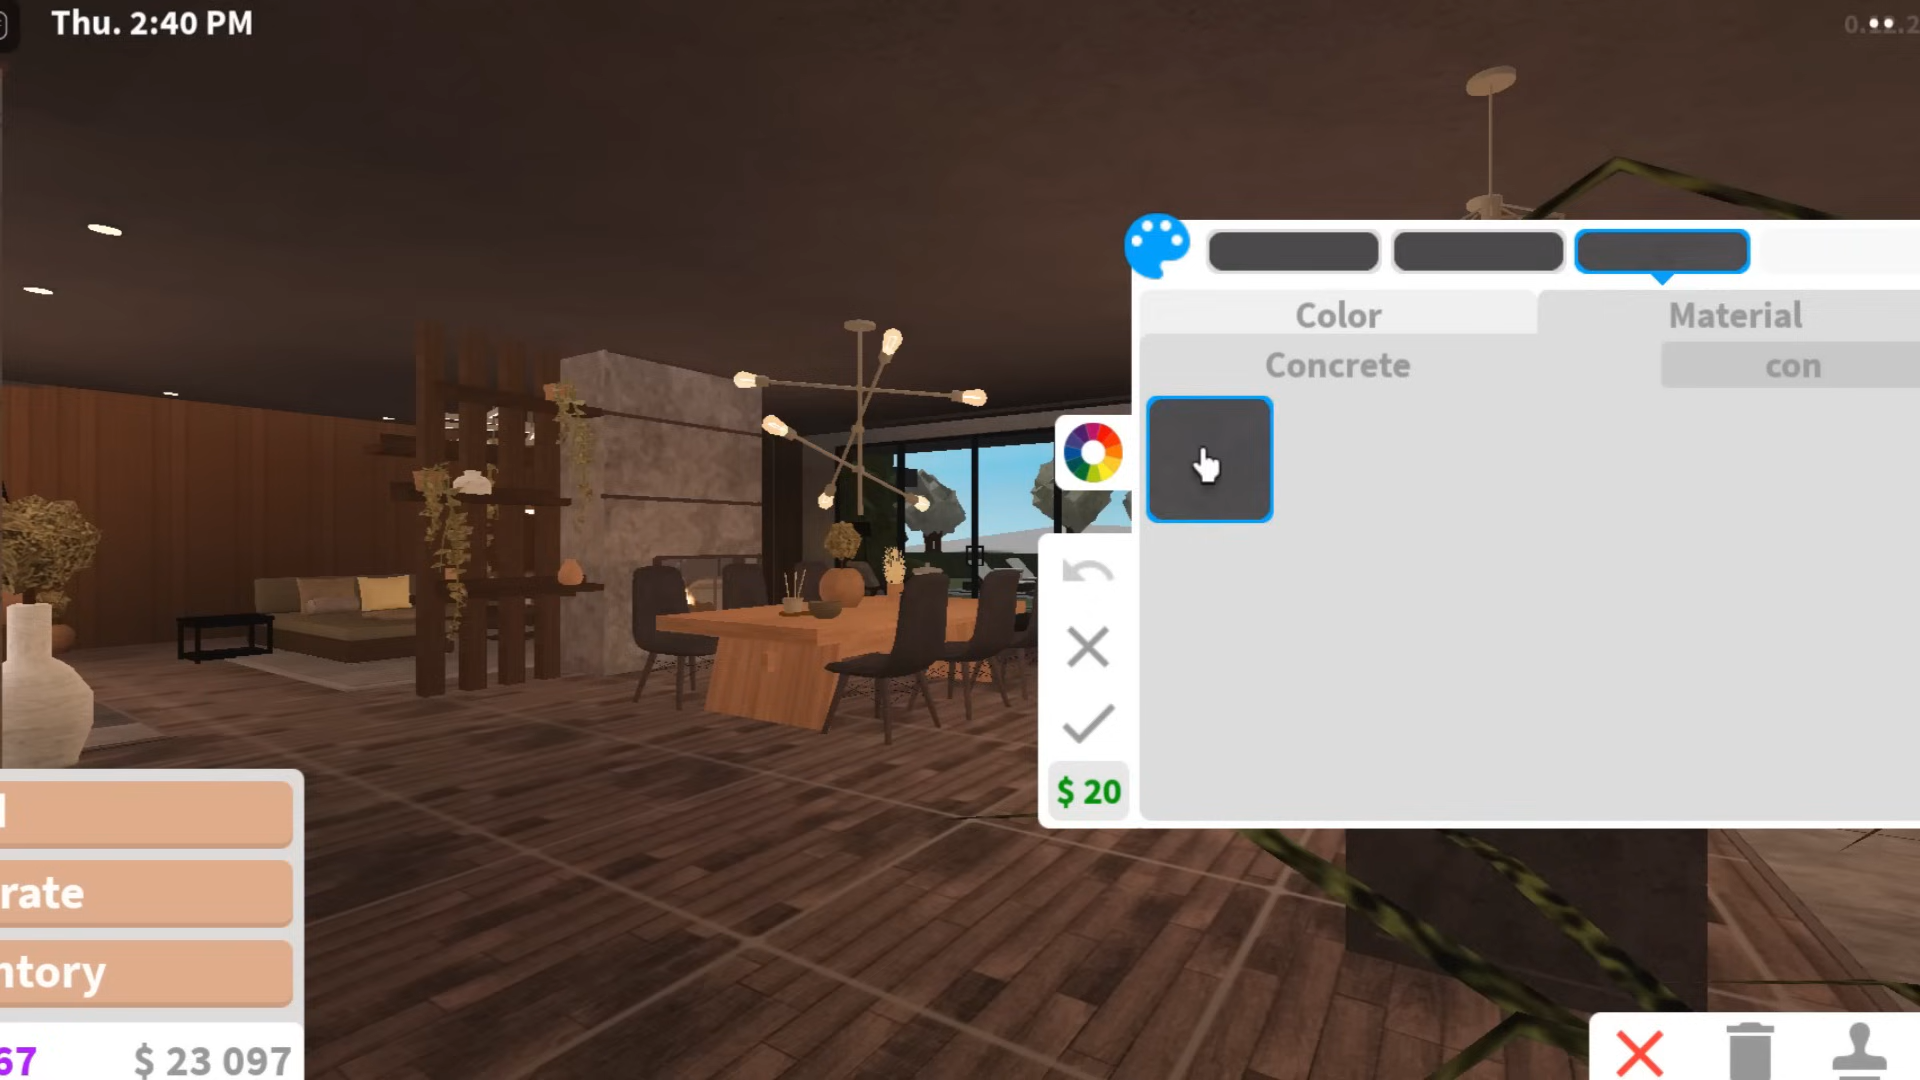 Thu. 2:40 PM
Color
Material
Concrete
con
$ 20
rate
ntory
67
$ 23 097